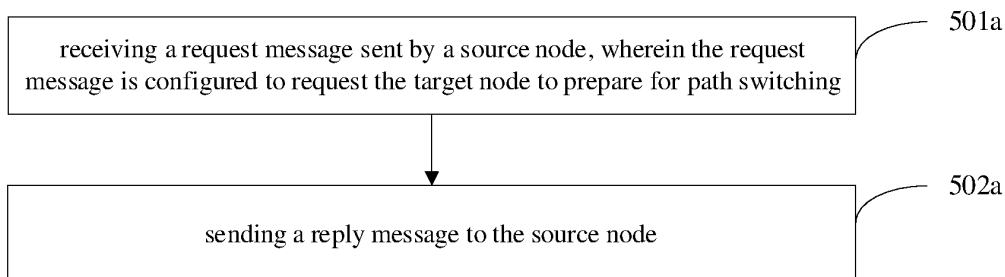 501a
receiving a request message sent by a source node, wherein the request
message is configured to request the target node to prepare for path switching
502a
sending a reply message to the source node